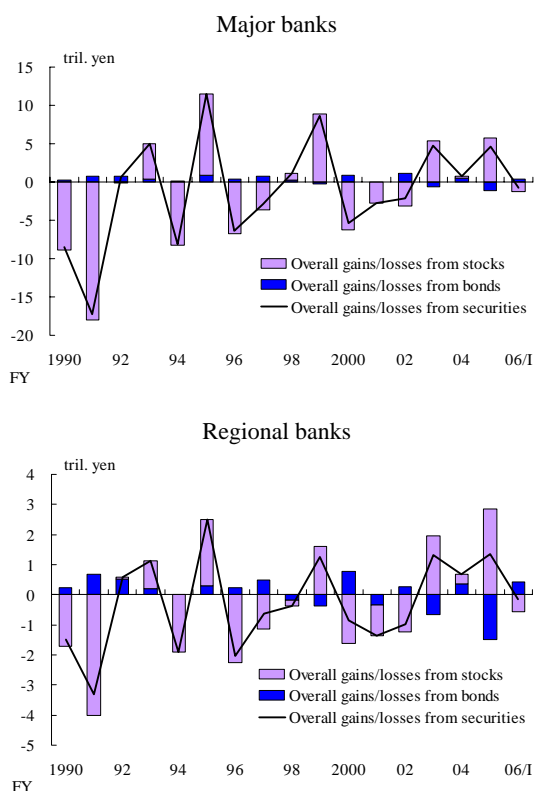 Major banks
tril. yen
15
10
5
0
-5
-10
-15
-20
Overall gains/losses from stocks
Overall gains/losses from bonds
Overall gains/losses from securities
1990 92 94 96 98 2000 02 04 06/I
FY
Regional banks
tril. yen
4
3
2
1
0
-1
-2
-3
-4
-5
Overall gains/losses from stocks
Overall gains/losses from bonds
Overall gains/losses from securities
1990 92 94 96 98 2000 02 04 06/I
FY